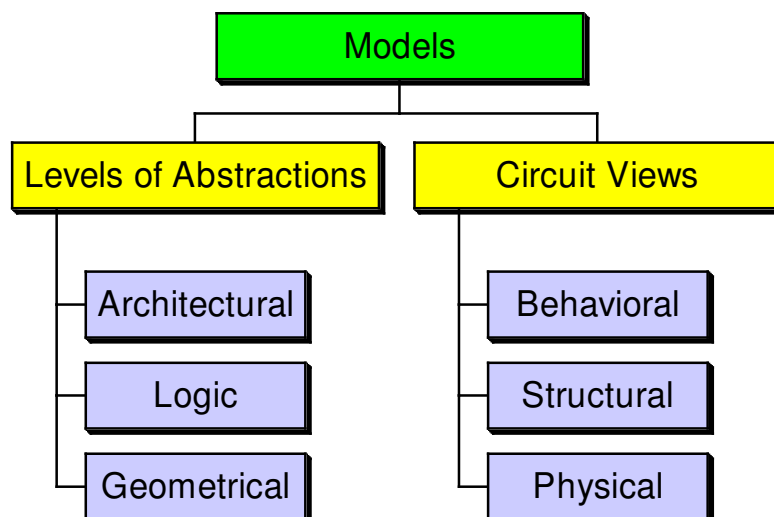 Models
Levels of Abstractions
Circuit Views
Architectural
Behavioral
Logic
Structural
Geometrical
Physical